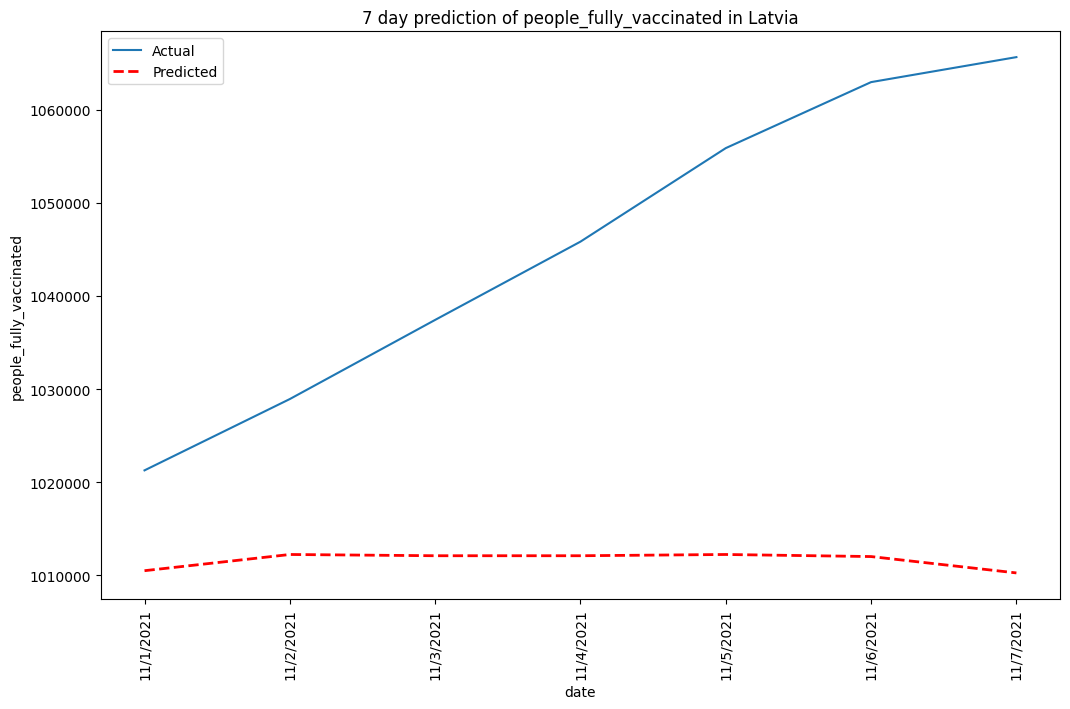 7 day prediction of people_fully_vaccinated in Latvia
Actual
Predicted
1060000
1050000
1040000
1030000
1020000
1010000
people_fully_vaccinated
11/1/2021
11/2/2021
11/3/2021
11/4/2021
11/5/2021
11/6/2021
11/7/2021
date